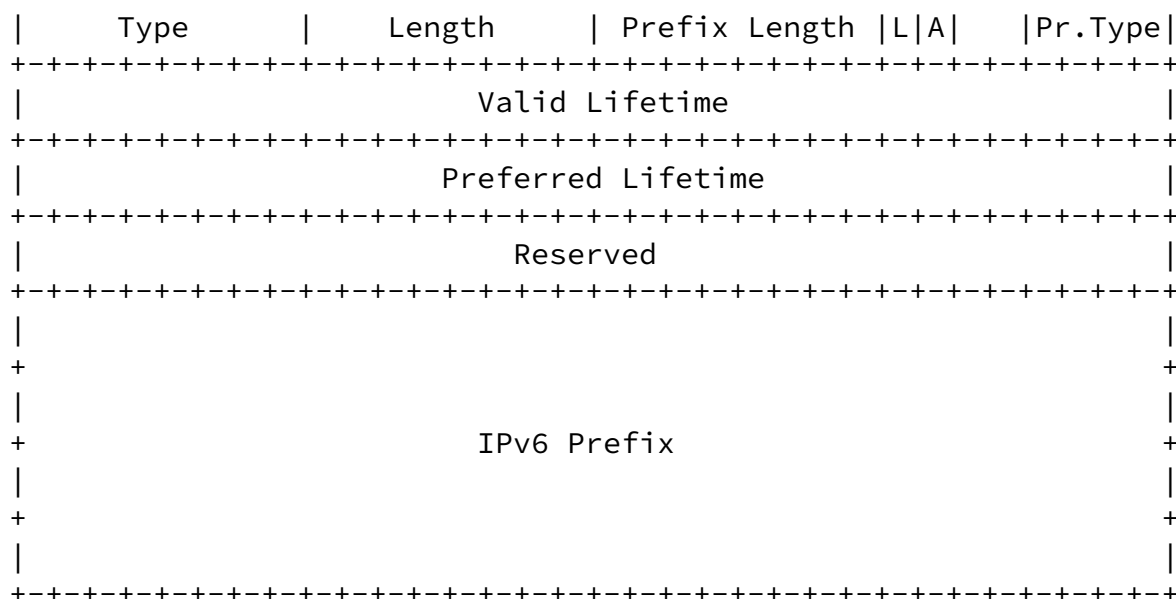 |     Type      |    Length     | Prefix Length |L|A|   |Pr.Type|
+-+-+-+-+-+-+-+-+-+-+-+-+-+-+-+-+-+-+-+-+-+-+-+-+-+-+-+-+-+-+-+-+
|                         Valid Lifetime                        |
+-+-+-+-+-+-+-+-+-+-+-+-+-+-+-+-+-+-+-+-+-+-+-+-+-+-+-+-+-+-+-+-+
|                       Preferred Lifetime                      |
+-+-+-+-+-+-+-+-+-+-+-+-+-+-+-+-+-+-+-+-+-+-+-+-+-+-+-+-+-+-+-+-+
|                           Reserved                            |
+-+-+-+-+-+-+-+-+-+-+-+-+-+-+-+-+-+-+-+-+-+-+-+-+-+-+-+-+-+-+-+-+
|                                                               |
+                                                               +
|                                                               |
+                         IPv6 Prefix                           +
|                                                               |
+                                                               +
|                                                               |
+-+-+-+-+-+-+-+-+-+-+-+-+-+-+-+-+-+-+-+-+-+-+-+-+-+-+-+-+-+-+-+-+